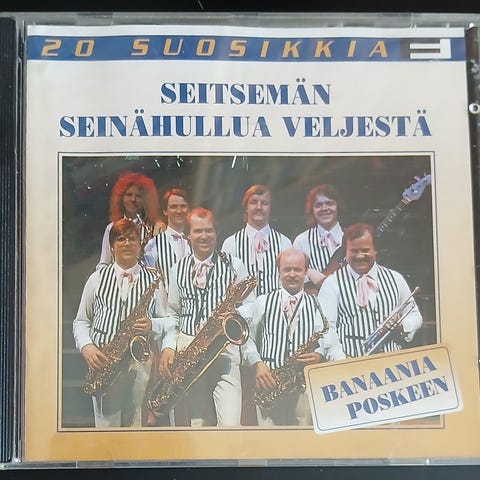 20 SUOSIKKIA
SEITSEMÄN
SEINÄHULLUA VELJESTÄ
BANAANIA
POSKEEN